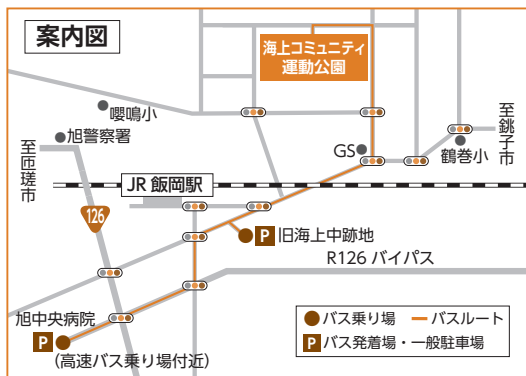 案内図
海上コミュニティ
運動公園
嚶鳴小
旭警察署
至匝瑳市
至銚子市
GS
鶴巻小
JR 飯岡駅
126
P 旧海上中跡地
R126 バイパス
旭中央病院
P
(高速バス乗り場付近)
バス乗り場
バスルート
P バス発着場・一般駐車場